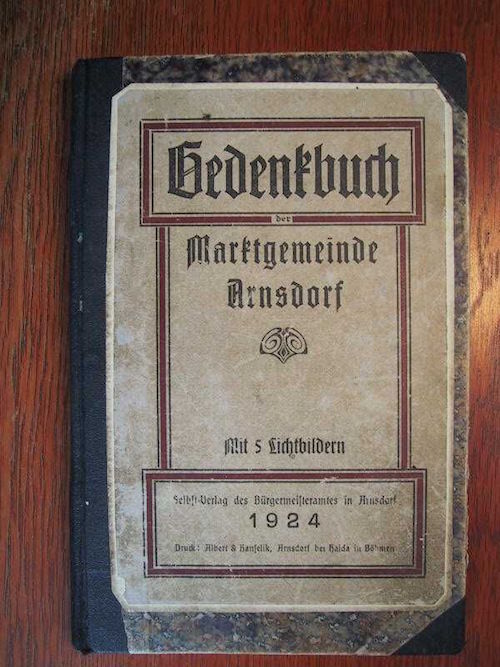 Gedenkbuch
der
Marktgemeinde
Arnsdorf
Mit 5 Lichtbildern
Selbſt-Verlag des Bürgermeiſteramtes in Arnsdorf
1924
Druck: Albert & Hanſelik, Arnsdorf bei Haida in Böhmen